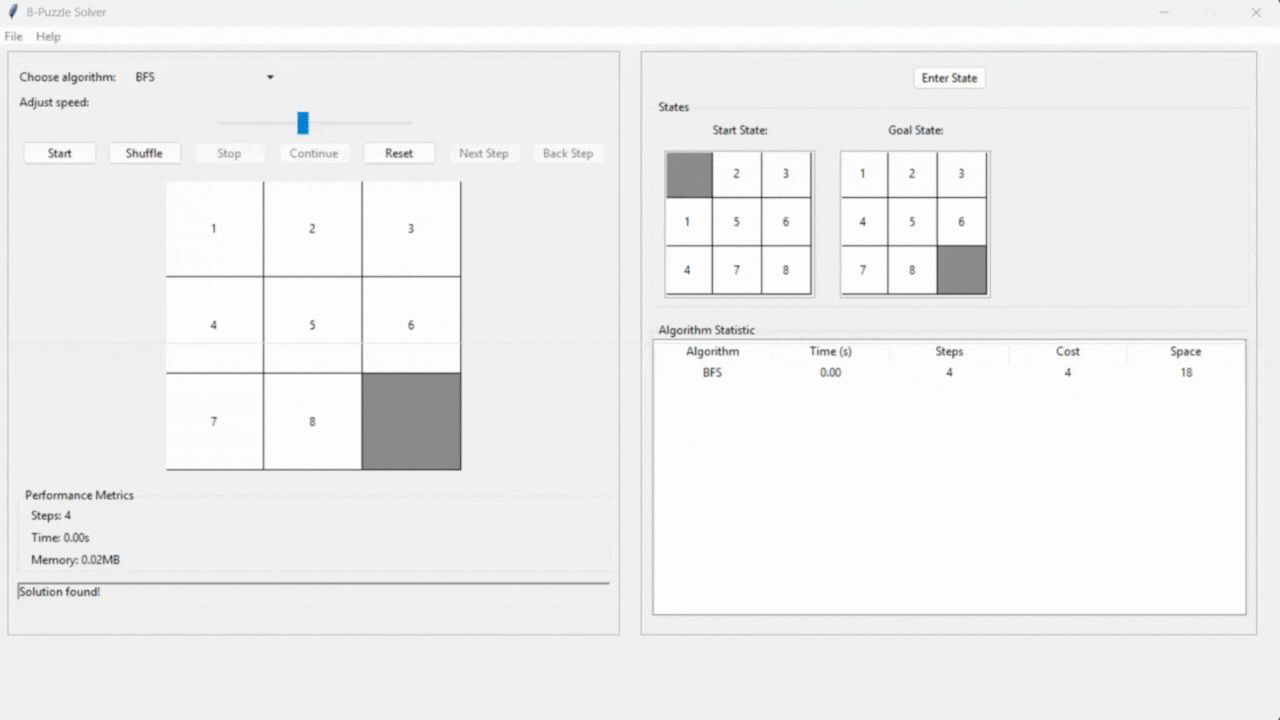 8-Puzzle Solver
File Help
Choose algorithm: BFS
Adjust speed:
Start Shuffle Stop Continue Reset Next Step Back Step
1 2 3
4 5 6
7 8
Performance Metrics
Steps: 4
Time: 0.00s
Memory: 0.02MB
Solution found!
Enter State
States
Start State: Goal State:
2 3 1 2 3
1 5 6 4 5 6
4 7 8 7 8
Algorithm Statistic
Algorithm Time (s) Steps Cost Space
BFS 0.00 4 4 18